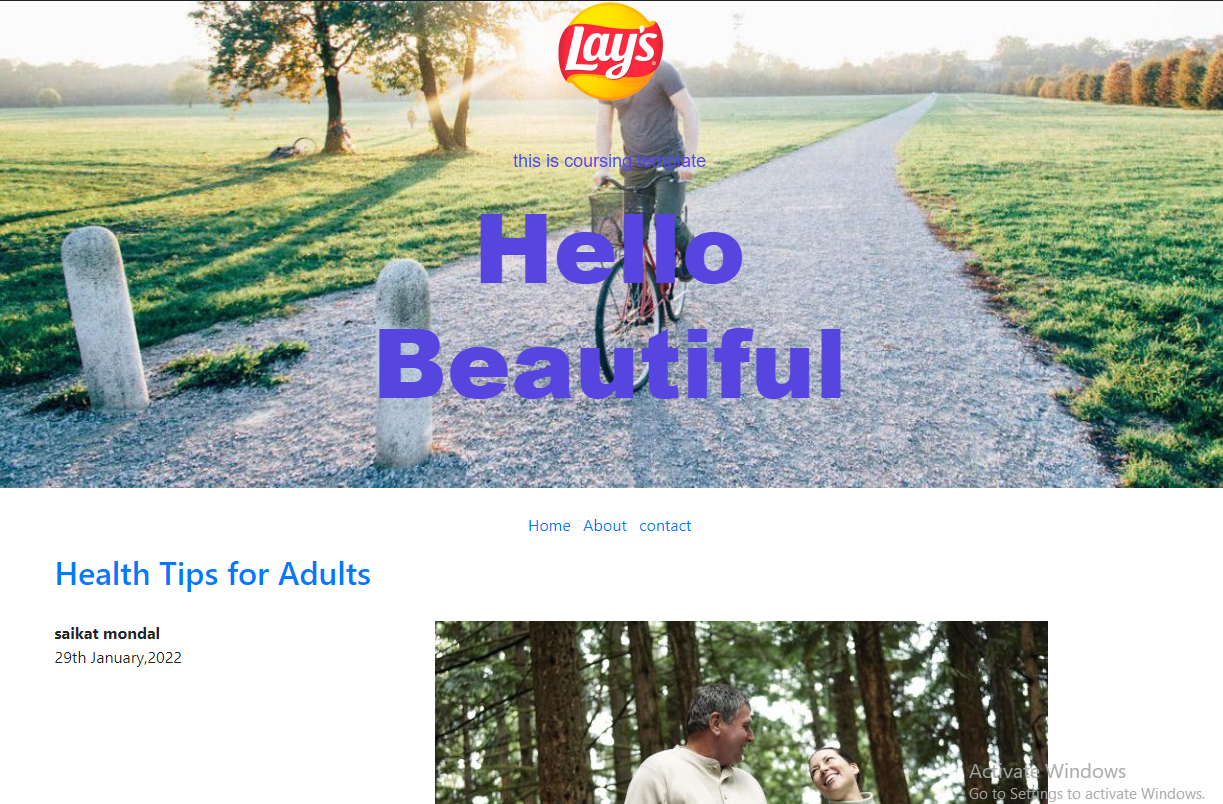 Lay's
this is coursing template
Hello
Beautiful
Home About contact
Health Tips for Adults
saikat mondal
29th January,2022
Activate Windows
Go to Settings to activate Windows.